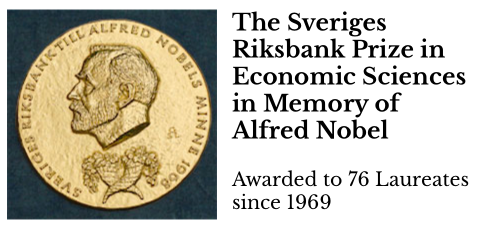 SVERIGES RIKSBANK TILL ALFRED NOBELS MINNE 1968
The Sveriges
Riksbank Prize in
Economic Sciences
in Memory of
Alfred Nobel
Awarded to 76 Laureates
since 1969